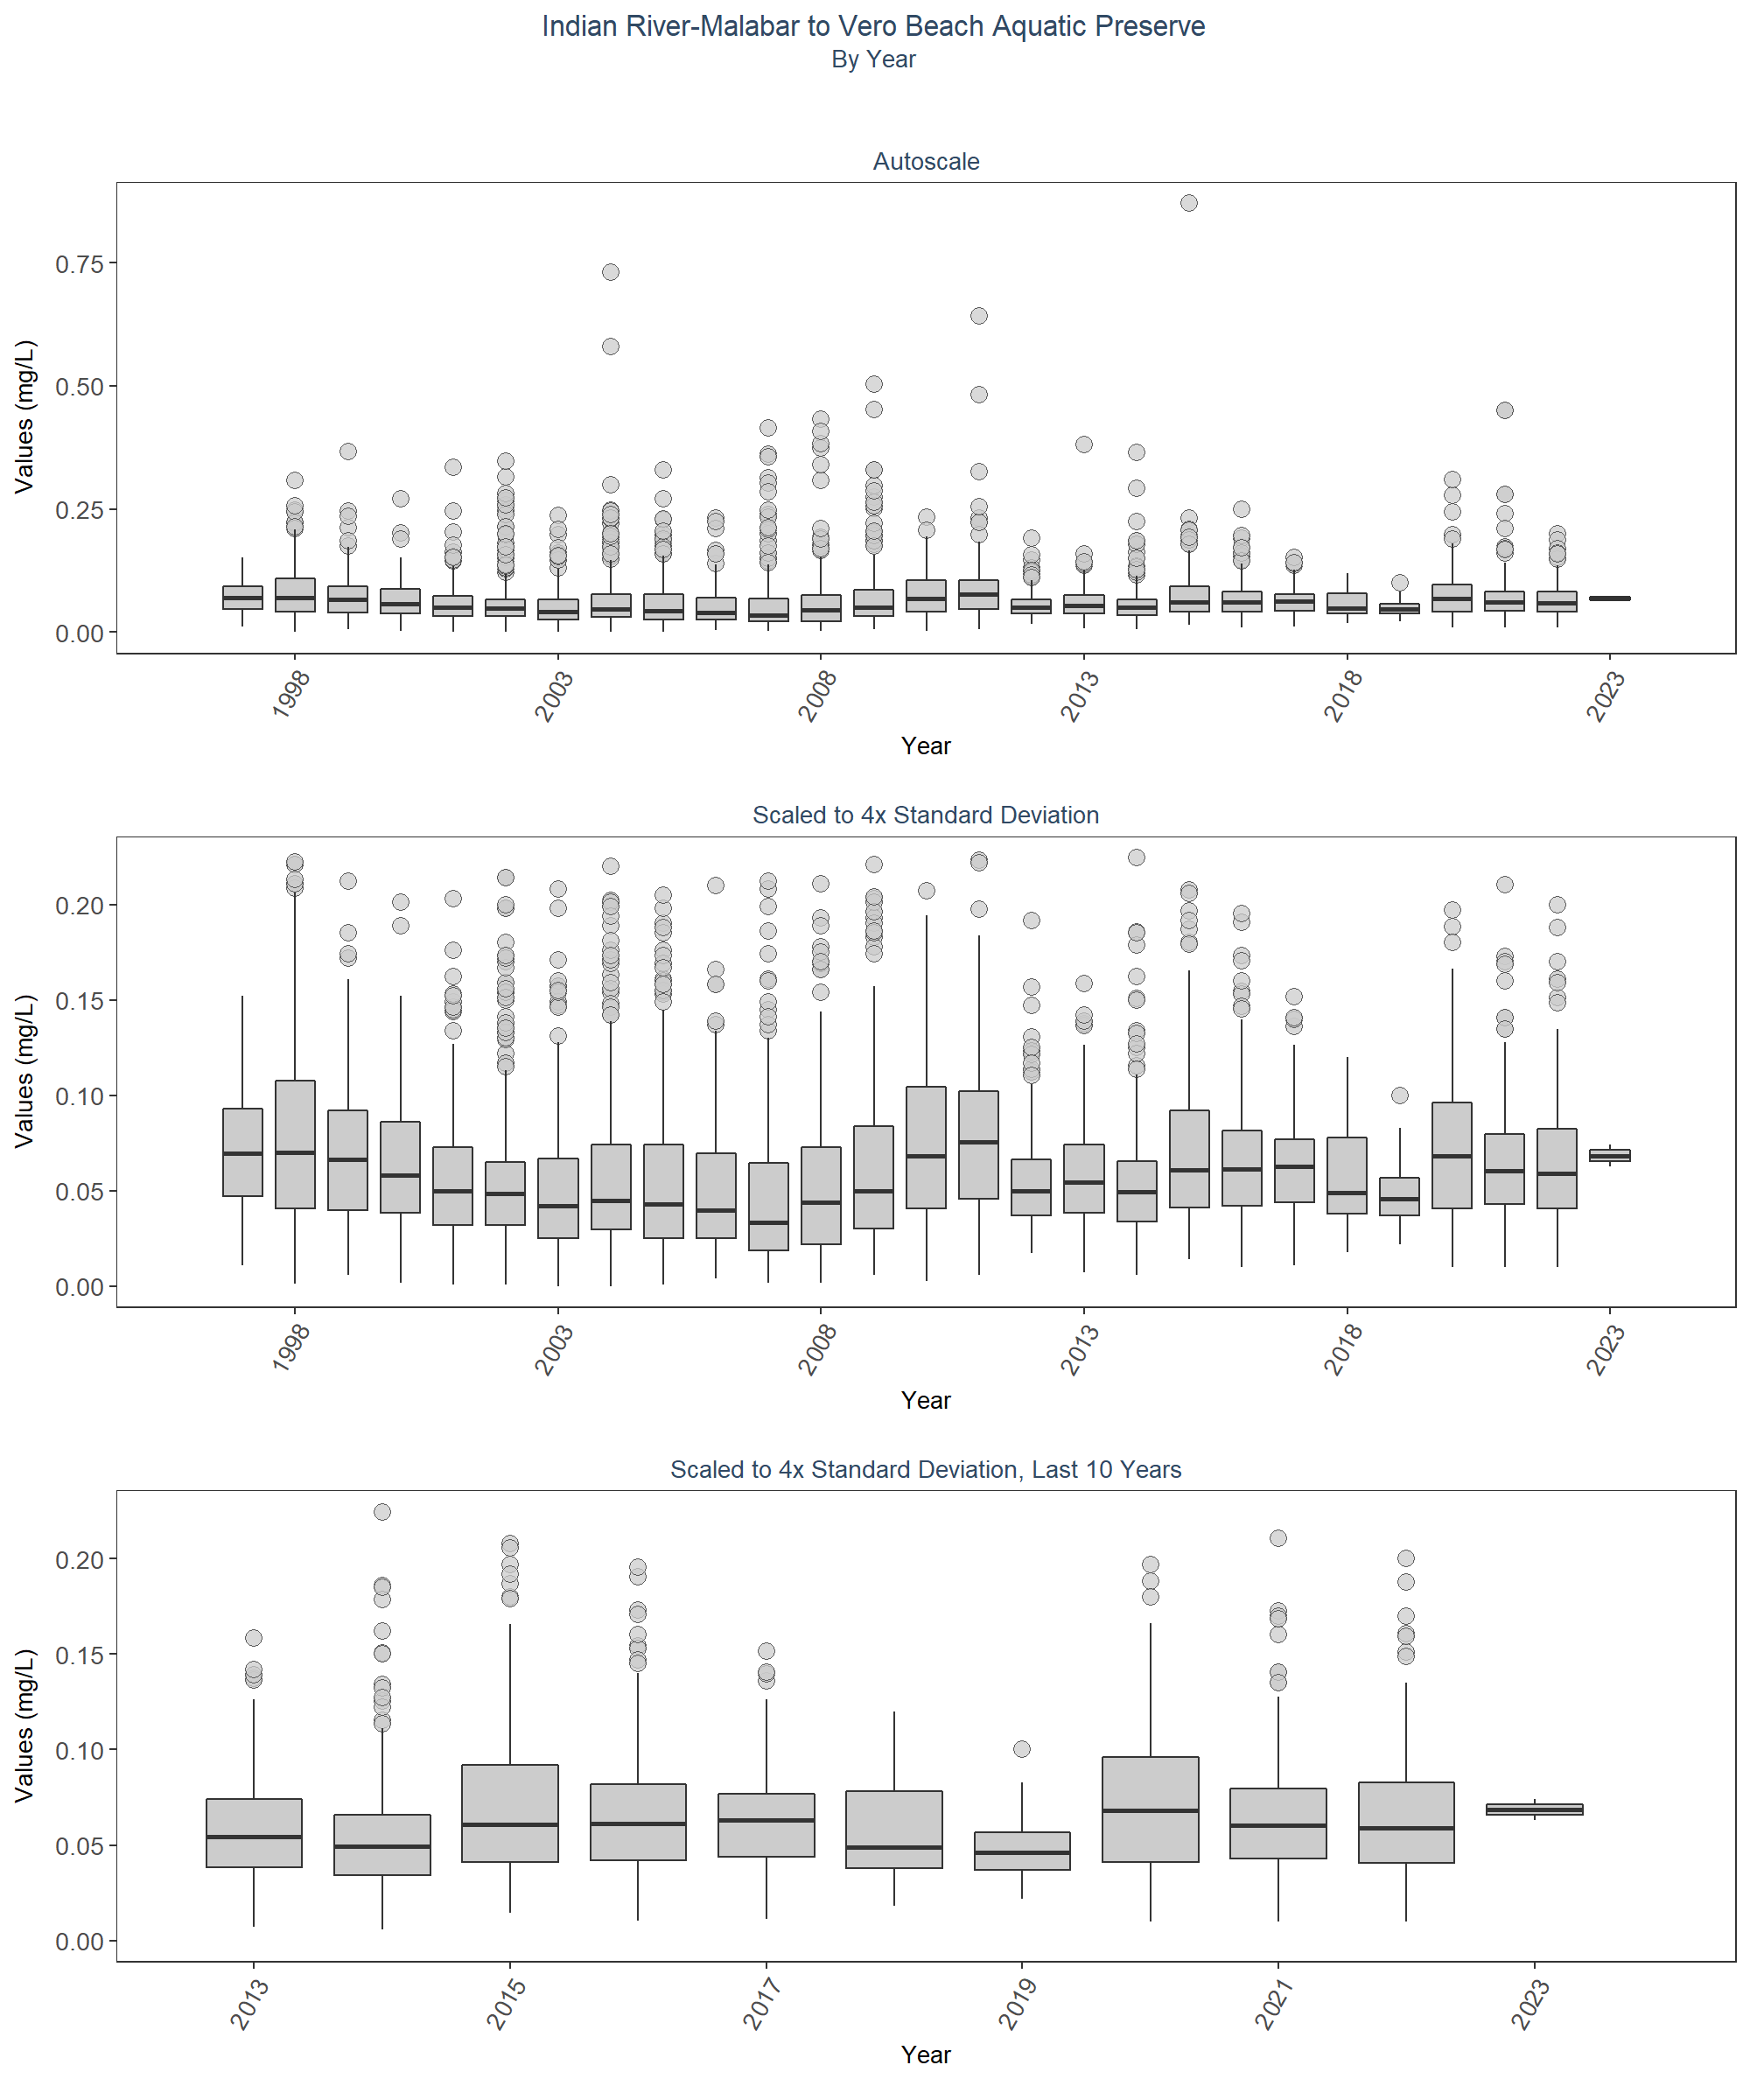 Indian River-Malabar to Vero Beach Aquatic Preserve
By Year
Autoscale
Values (mg/L)
0.75
0.50
0.25
0.00
1998 2003 2008 2013 2018 2023
Year
Scaled to 4x Standard Deviation
Values (mg/L)
0.20
0.15
0.10
0.05
0.00
1998 2003 2008 2013 2018 2023
Year
Scaled to 4x Standard Deviation, Last 10 Years
Values (mg/L)
0.20
0.15
0.10
0.05
0.00
2013 2015 2017 2019 2021 2023
Year